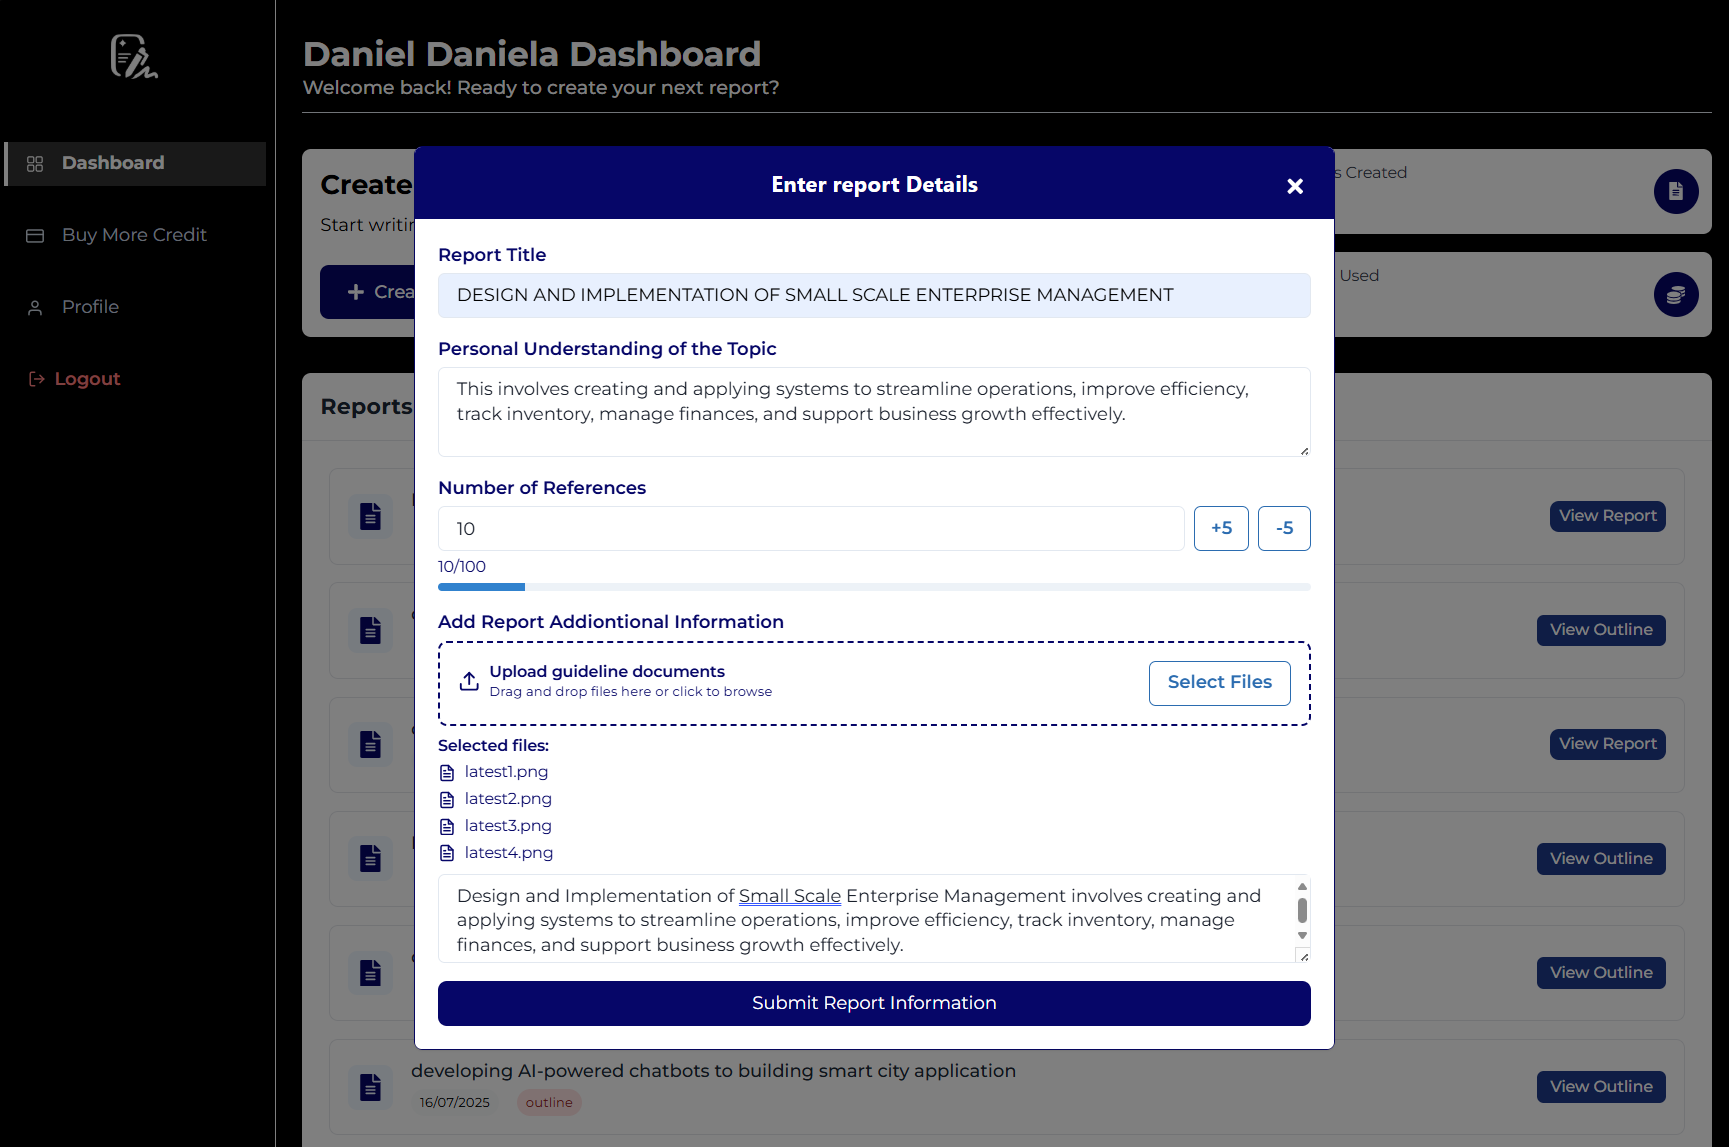 Daniel Daniela Dashboard
Welcome back! Ready to create your next report?
Dashboard
Buy More Credit
Profile
Logout
Create
Start
+ Crea
s Created
Used
Reports
Enter report Details
Report Title
DESIGN AND IMPLEMENTATION OF SMALL SCALE ENTERPRISE MANAGEMENT
Personal Understanding of the Topic
This involves creating and applying systems to streamline operations, improve efficiency,
track inventory, manage finances, and support business growth effectively.
Number of References
10
+5
-5
10/100
Add Report Addiontional Information
Upload guideline documents
Drag and drop files here or click to browse
Select Files
Selected files:
latest1.png
latest2.png
latest3.png
latest4.png
Design and Implementation of Small Scale Enterprise Management involves creating and
applying systems to streamline operations, improve efficiency, track inventory, manage
finances, and support business growth effectively.
Submit Report Information
View Report
View Outline
View Report
View Outline
View Outline
developing AI-powered chatbots to building smart city application
16/07/2025
outline
View Outline